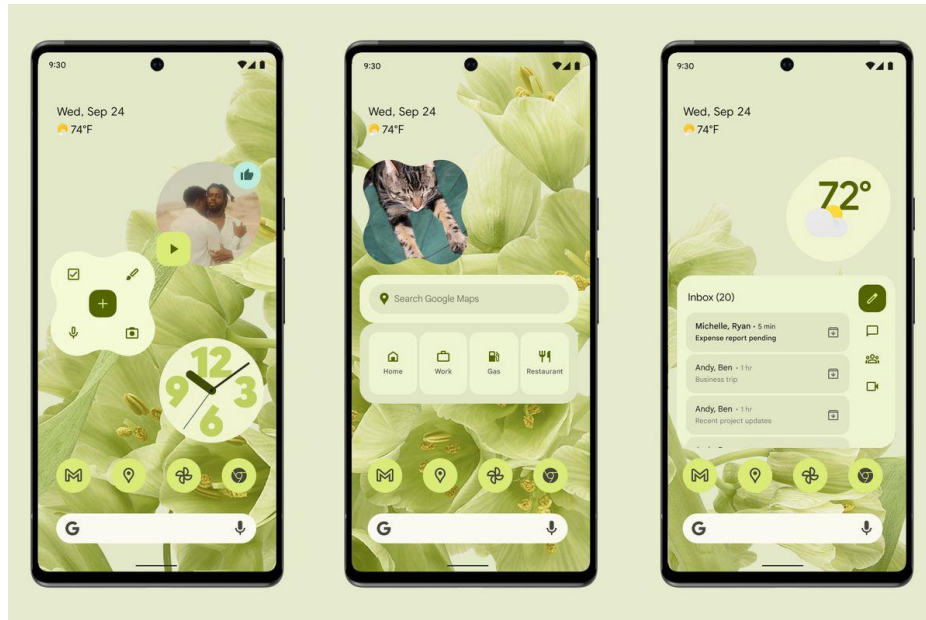 9:30
Wed, Sep 24
74°F
12
9 3
6
G
9:30
Wed, Sep 24
74°F
Search Google Maps
Home Work Gas Restaurant
G
9:30
Wed, Sep 24
74°F
72°
Inbox (20)
Michelle, Ryan • 5 min
Expense report pending
Andy, Ben • 1 hr
Business trip
Andy, Ben • 1 hr
Recent project updates
G